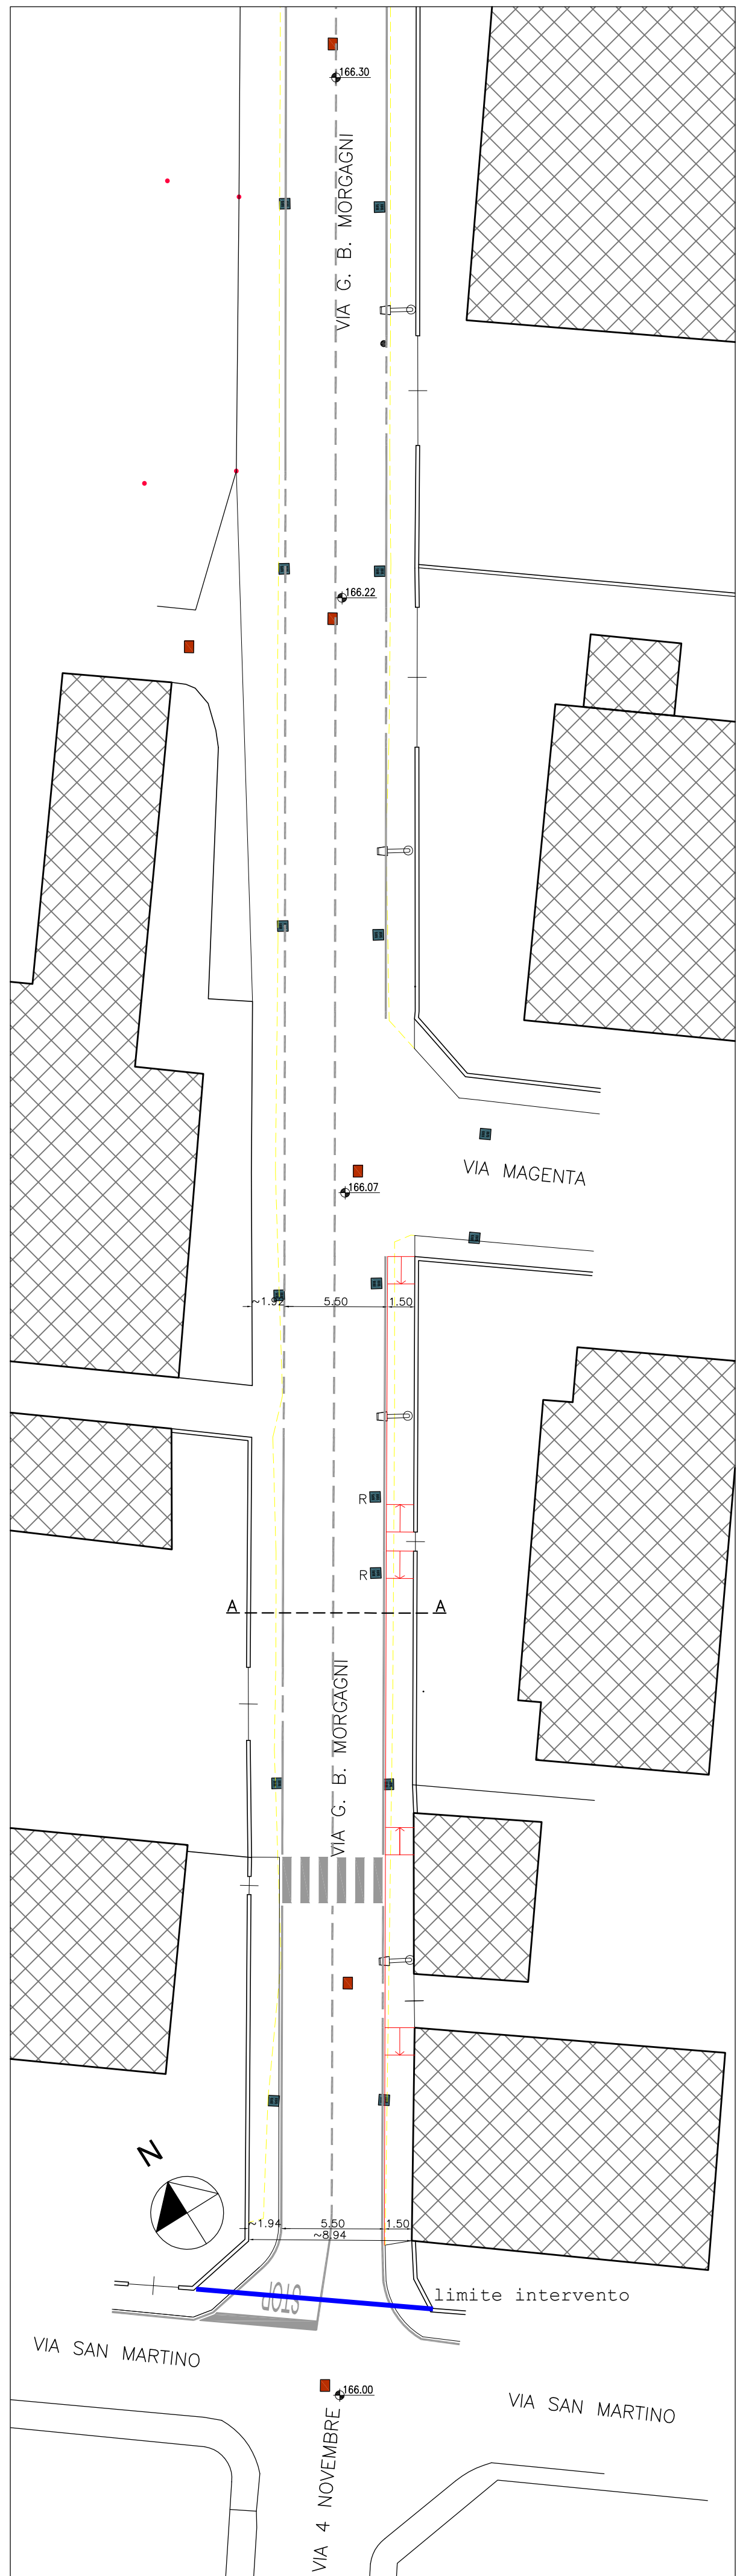 166.30
VIA G. B. MORGAGNI
166.22
VIA MAGENTA
166.07
~1.92 5.50 1.50
R
R
A A
VIA G. B. MORGAGNI
N
~1.94 5.50 1.50
~8.94
limite intervento
STOP
VIA SAN MARTINO
VIA SAN MARTINO
166.00
VIA 4 NOVEMBRE